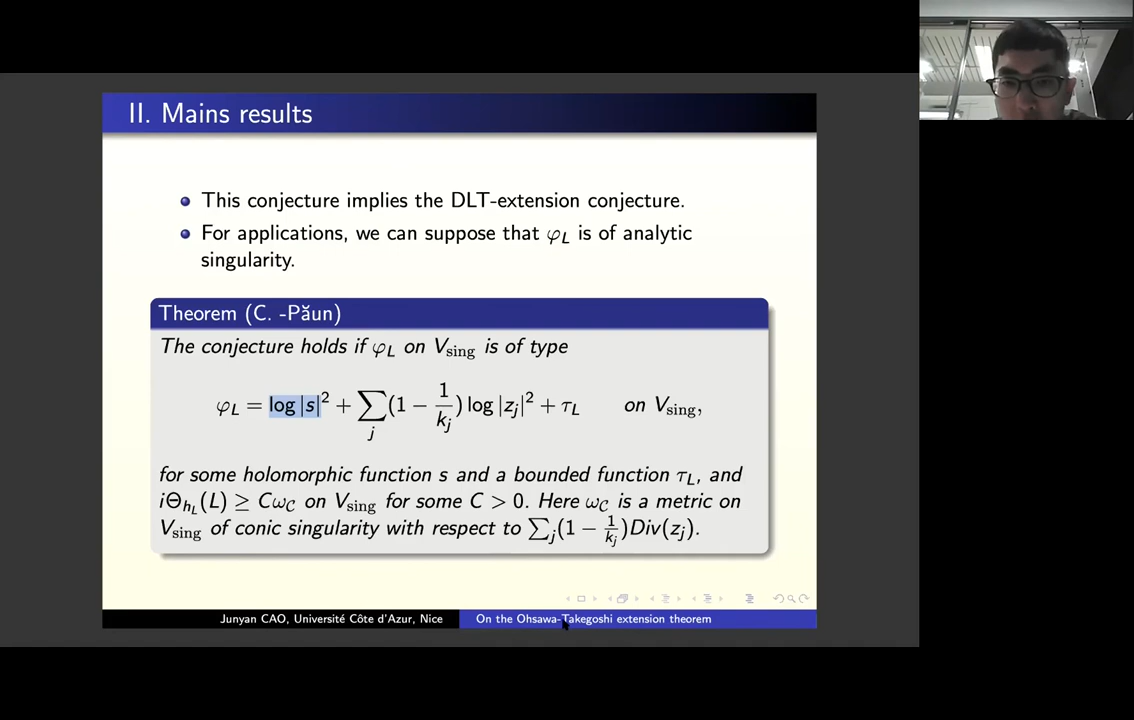 II. Mains results
This conjecture implies the DLT-extension conjecture.
For applications, we can suppose that φ_L is of analytic
singularity.
Theorem (C. -Păun)
The conjecture holds if φ_L on V_sing is of type
φ_L = log |s|² + ∑_j (1 − 1/k_j) log |z_j|² + τ_L on V_sing,
for some holomorphic function s and a bounded function τ_L, and
iΘ_{h_L}(L) ≥ Cω_C on V_sing for some C > 0. Here ω_C is a metric on
V_sing of conic singularity with respect to ∑_j(1 − 1/k_j)Div(z_j).
Junyan CAO, Université Côte d'Azur, Nice
On the Ohsawa-Takegoshi extension theorem